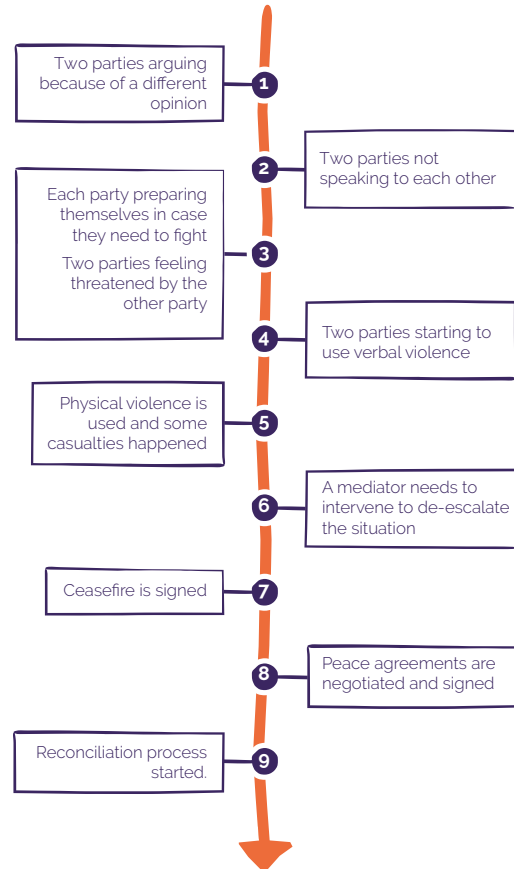 1
Two parties arguing
because of a different
opinion
2
Two parties not
speaking to each other
3
Each party preparing
themselves in case
they need to fight
Two parties feeling
threatened by the
other party
4
Two parties starting to
use verbal violence
5
Physical violence is
used and some
casualties happened
6
A mediator needs to
intervene to de-escalate
the situation
7
Ceasefire is signed
8
Peace agreements are
negotiated and signed
9
Reconciliation process
started.